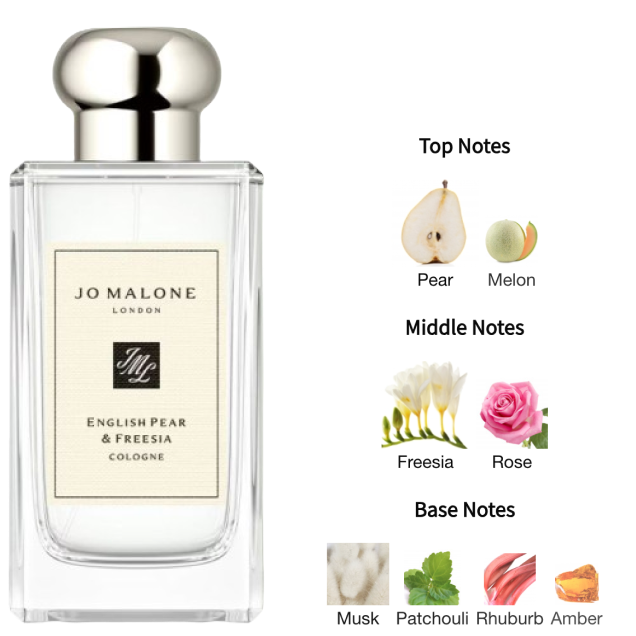 JO MALONE
LONDON
JML
ENGLISH PEAR
& FREESIA
COLOGNE
Top Notes
Pear Melon
Middle Notes
Freesia Rose
Base Notes
Musk Patchouli Rhuburb Amber